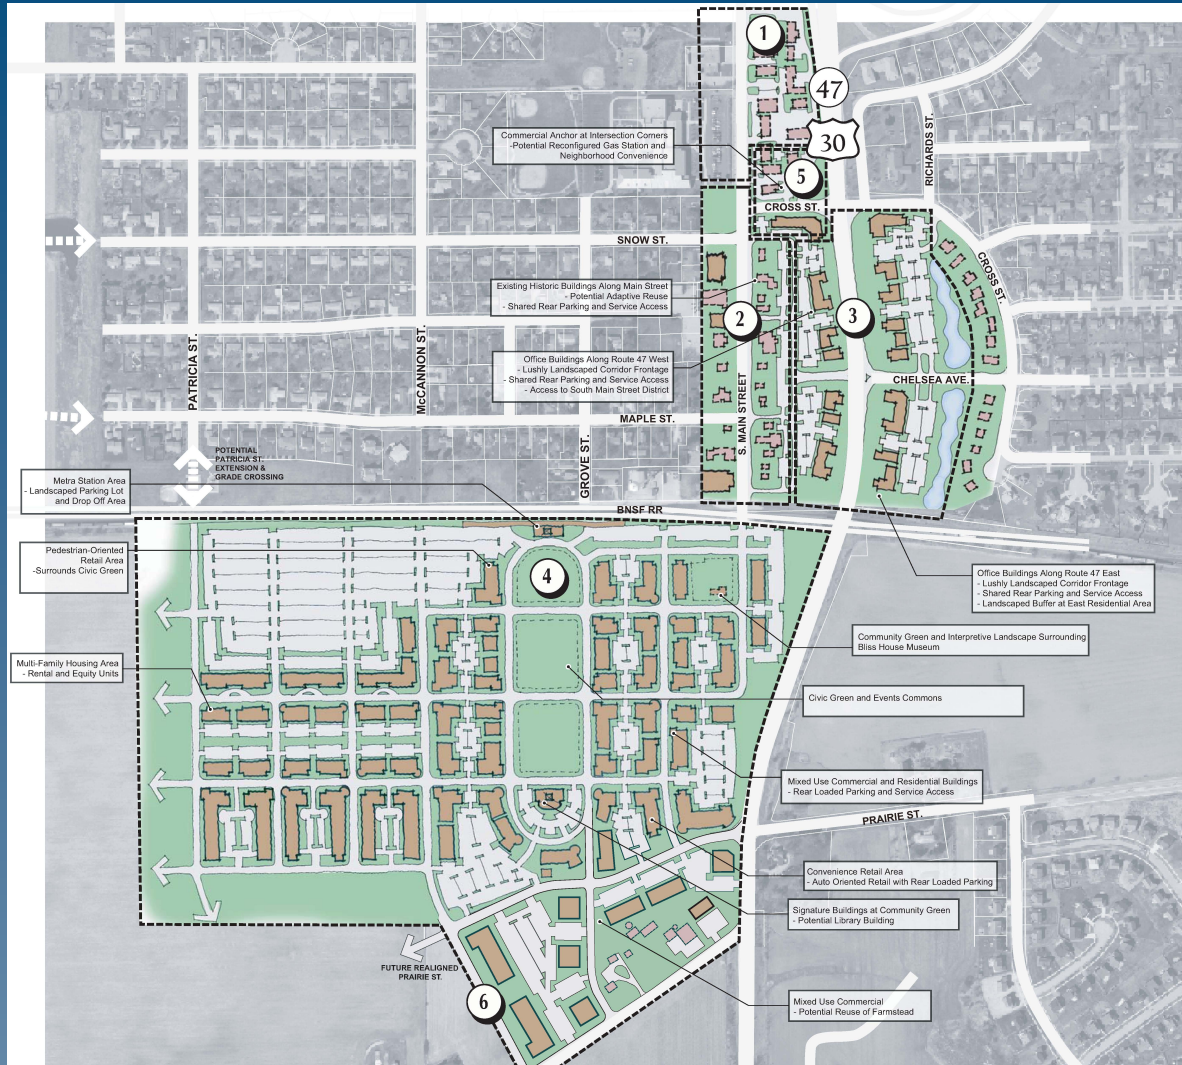 1
47
30
RICHARDS ST.
Commercial Anchor at Intersection Corners
-Potential Reconfigured Gas Station and
Neighborhood Convenience
5
CROSS ST.
SNOW ST.
CROSS ST.
Existing Historic Buildings Along Main Street
- Potential Adaptive Reuse
- Shared Rear Parking and Service Access
2
3
PATRICIA ST.
McCANNON ST.
Office Buildings Along Route 47 West
- Lushly Landscaped Corridor Frontage
- Shared Rear Parking and Service Access
- Access to South Main Street District
CHELSEA AVE.
S. MAIN STREET
MAPLE ST.
GROVE ST.
POTENTIAL
PATRICIA ST.
EXTENSION &
GRADE CROSSING
Metra Station Area
- Landscaped Parking Lot
and Drop Off Area
BNSF RR
Pedestrian-Oriented
Retail Area
-Surrounds Civic Green
4
Office Buildings Along Route 47 East
- Lushly Landscaped Corridor Frontage
- Shared Rear Parking and Service Access
- Landscaped Buffer at East Residential Area
Community Green and Interpretive Landscape Surrounding
Bliss House Museum
Multi-Family Housing Area
- Rental and Equity Units
Civic Green and Events Commons
Mixed Use Commercial and Residential Buildings
- Rear Loaded Parking and Service Access
PRAIRIE ST.
Convenience Retail Area
- Auto Oriented Retail with Rear Loaded Parking
Signature Buildings at Community Green
- Potential Library Building
FUTURE REALIGNED
PRAIRIE ST.
6
Mixed Use Commercial
- Potential Reuse of Farmstead